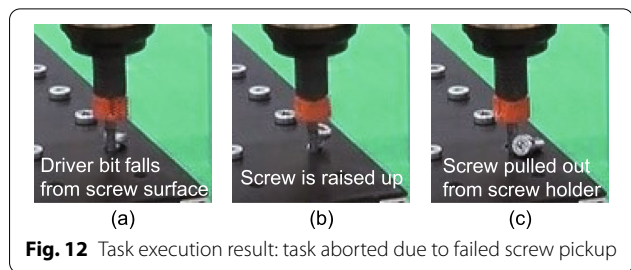 Driver bit falls
from screw surface
Screw is raised up
Screw pulled out
from screw holder
(a)
(b)
(c)
Fig. 12 Task execution result: task aborted due to failed screw pickup